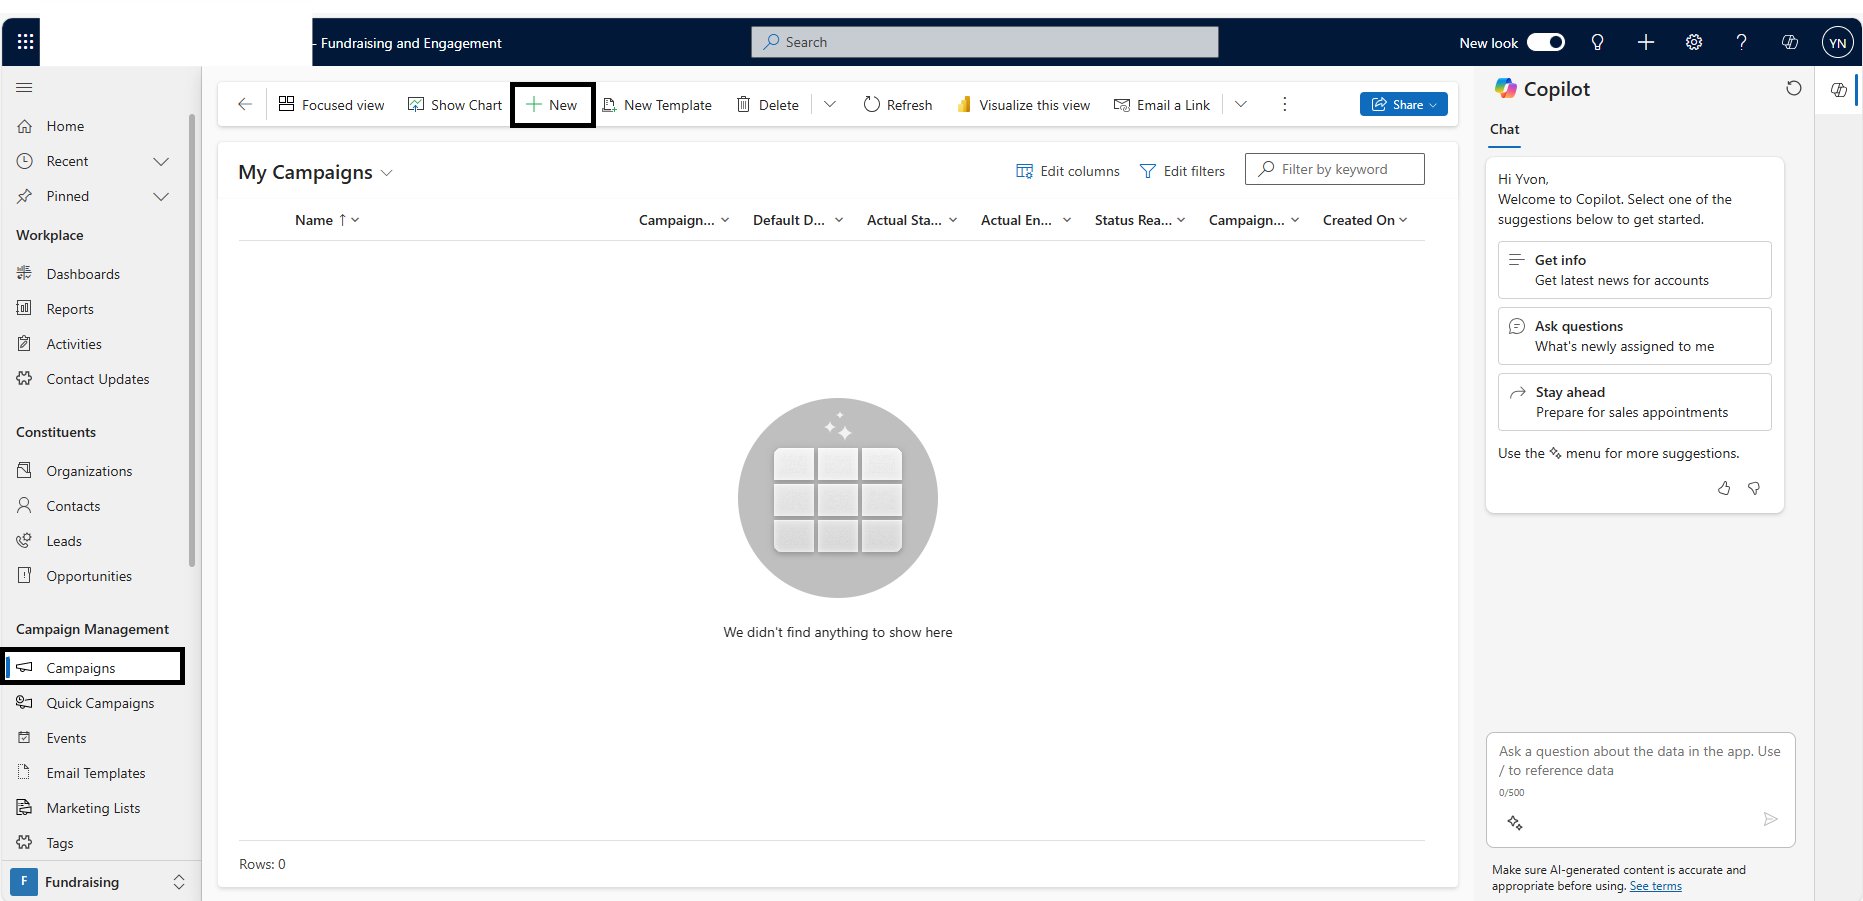 - Fundraising and Engagement
Search
New look
YN
Home
Recent
Pinned
Workplace
Dashboards
Reports
Activities
Contact Updates
Constituents
Organizations
Contacts
Leads
Opportunities
Campaign Management
Campaigns
Quick Campaigns
Events
Email Templates
Marketing Lists
Tags
F Fundraising
Focused view
Show Chart
New
New Template
Delete
Refresh
Visualize this view
Email a Link
Share
My Campaigns
Edit columns
Edit filters
Filter by keyword
Name ↑ Campaign... Default D... Actual Sta... Actual En... Status Rea... Campaign... Created On
We didn't find anything to show here
Rows: 0
Copilot
Chat
Hi Yvon,
Welcome to Copilot. Select one of the
suggestions below to get started.
Get info
Get latest news for accounts
Ask questions
What's newly assigned to me
Stay ahead
Prepare for sales appointments
Use the menu for more suggestions.
Ask a question about the data in the app. Use
/ to reference data
0/500
Make sure AI-generated content is accurate and
appropriate before using. See terms